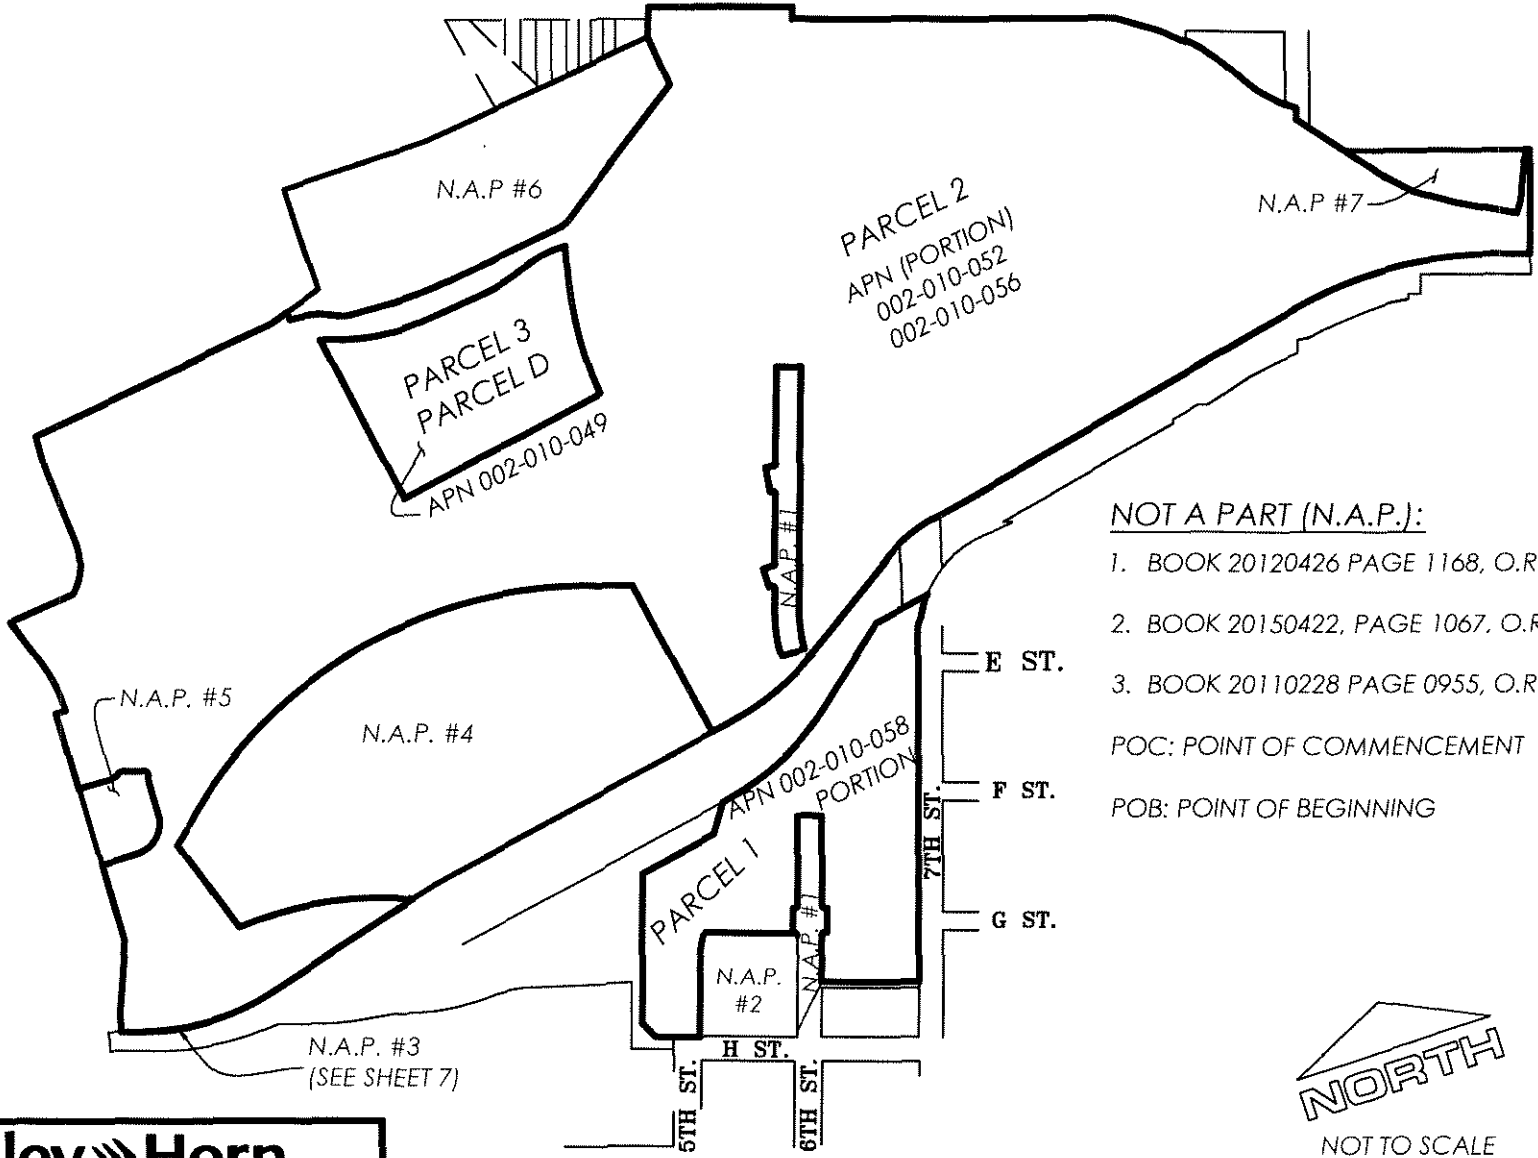 N.A.P #6
N.A.P #7
PARCEL 2
APN (PORTION)
002-010-052
002-010-056
PARCEL 3
PARCEL D
APN 002-010-049
N.A.P. #1
NOT A PART (N.A.P.):
1. BOOK 20120426 PAGE 1168, O.R
2. BOOK 20150422, PAGE 1067, O.R
3. BOOK 20110228 PAGE 0955, O.R
POC: POINT OF COMMENCEMENT
POB: POINT OF BEGINNING
E ST.
F ST.
G ST.
7TH ST.
N.A.P. #5
N.A.P. #4
APN 002-010-058
PORTION
PARCEL 1
N.A.P. #1
N.A.P.
#2
N.A.P. #3
(SEE SHEET 7)
H ST.
5TH ST.
6TH ST.
NORTH
NOT TO SCALE
ley»Horn